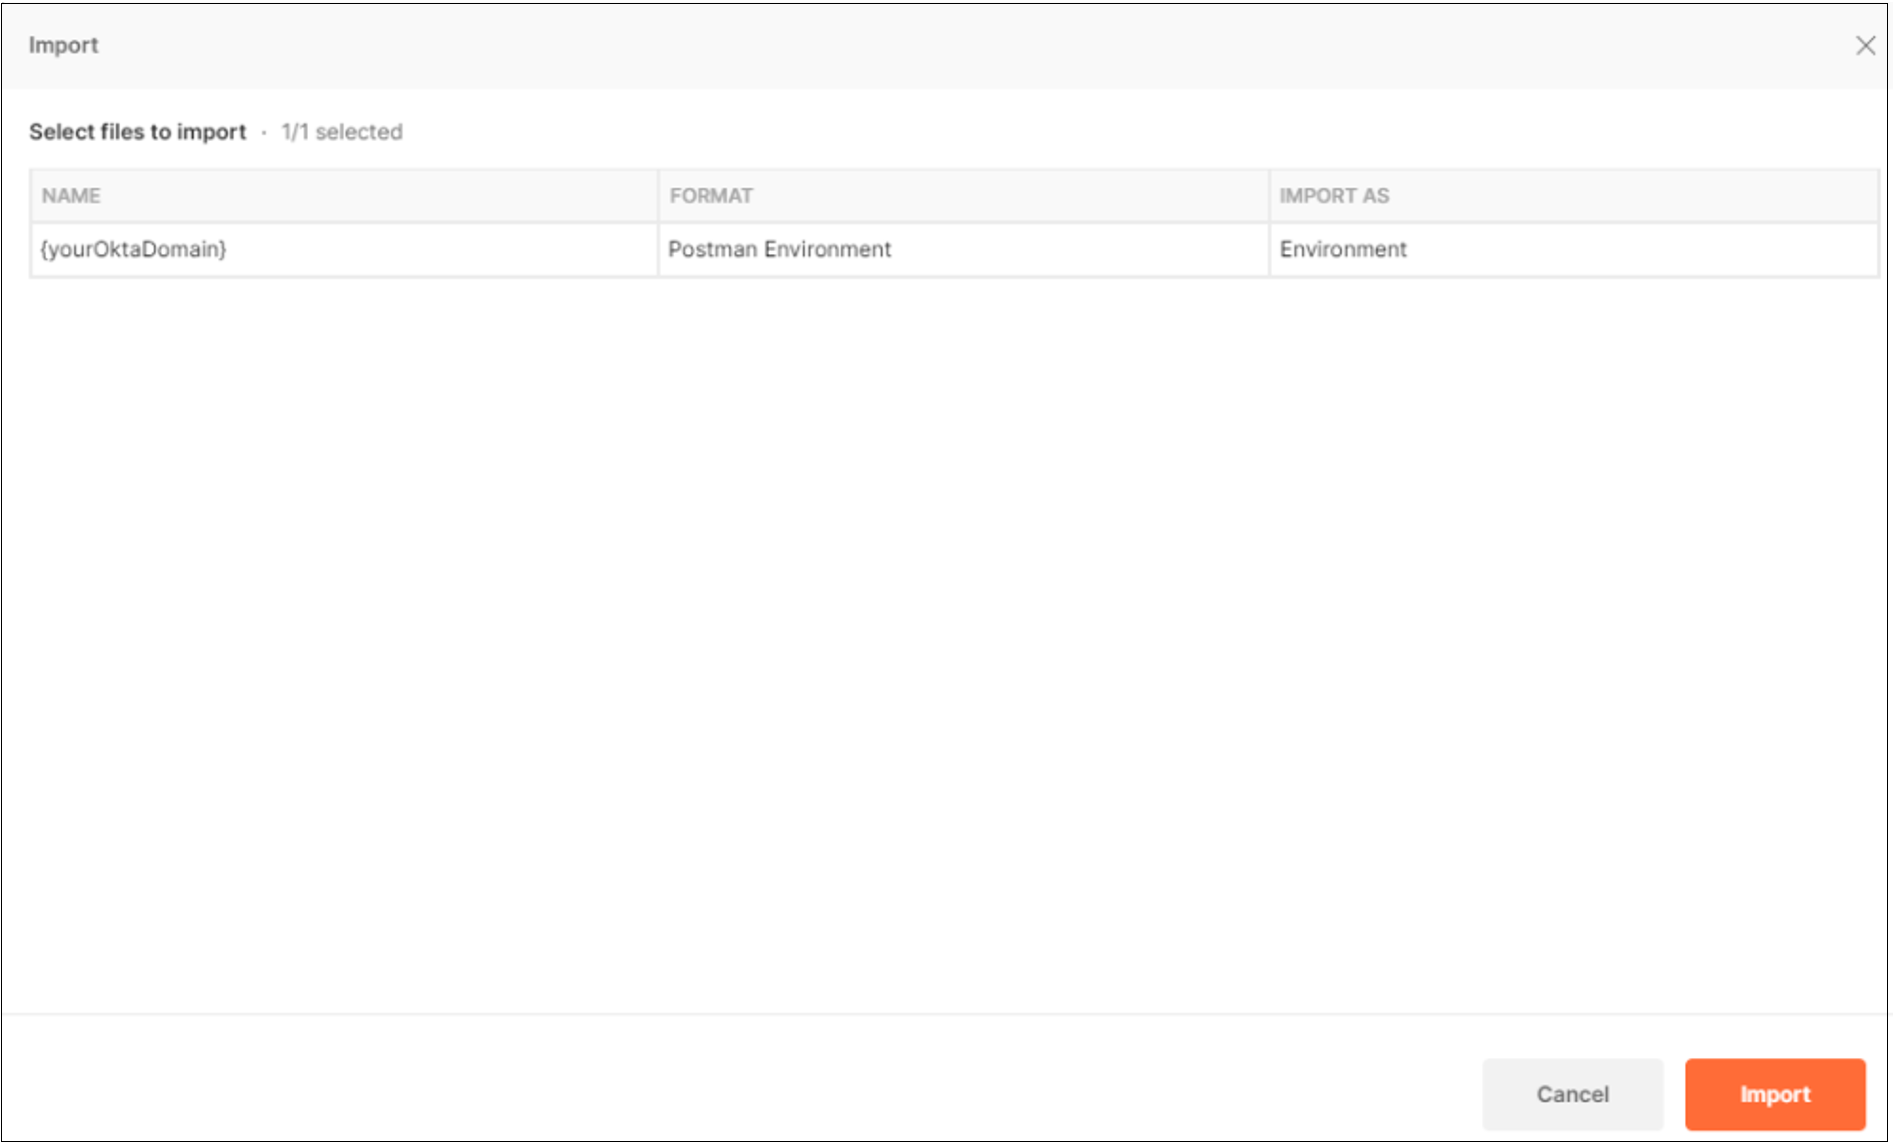 Import
Select files to import · 1/1 selected
NAME FORMAT IMPORT AS
{yourOktaDomain} Postman Environment Environment
Cancel Import